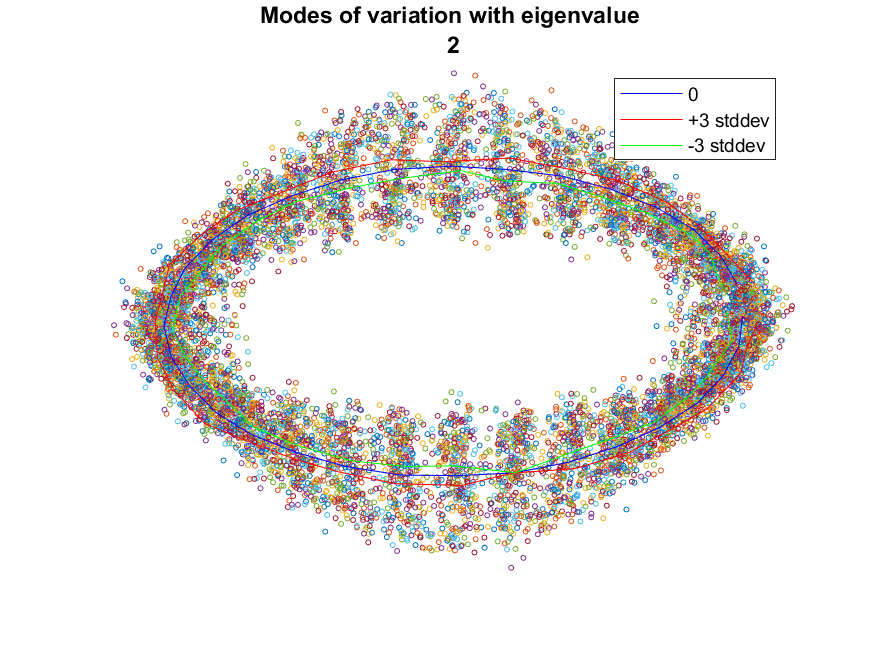 Modes of variation with eigenvalue
2
0
+3 stddev
-3 stddev